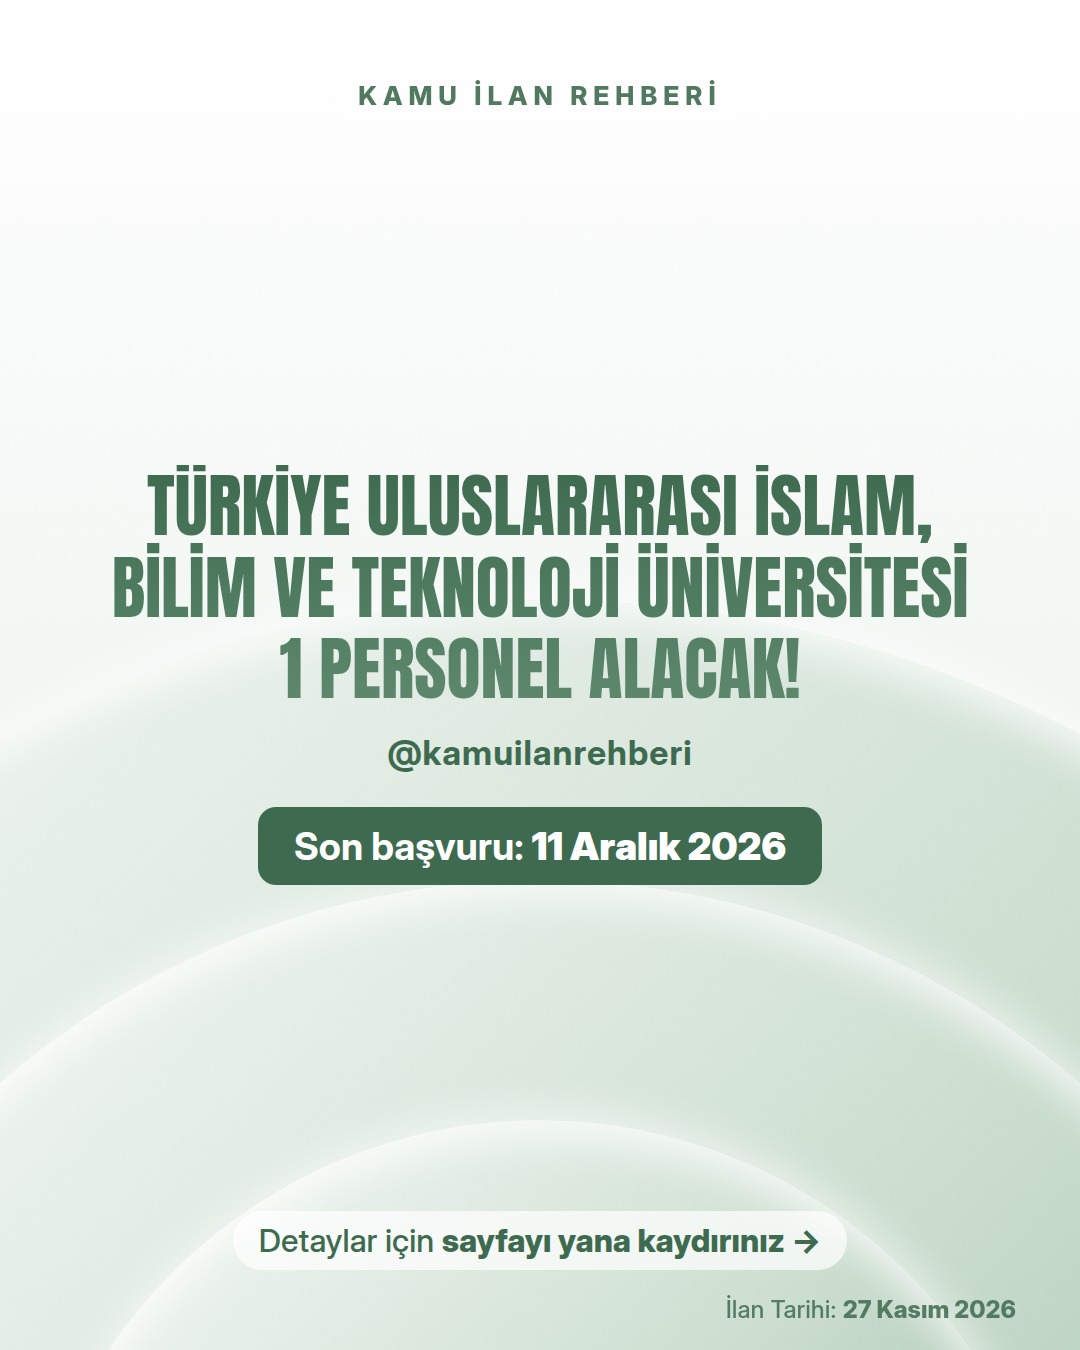 KAMU İLAN REHBERİ
TÜRKİYE ULUSLARARASI İSLAM,
BİLİM VE TEKNOLOJİ ÜNİVERSİTESİ
1 PERSONEL ALACAK!
@kamuilanrehberi
Son başvuru: 11 Aralık 2026
Detaylar için sayfayı yana kaydırınız →
İlan Tarihi: 27 Kasım 2026